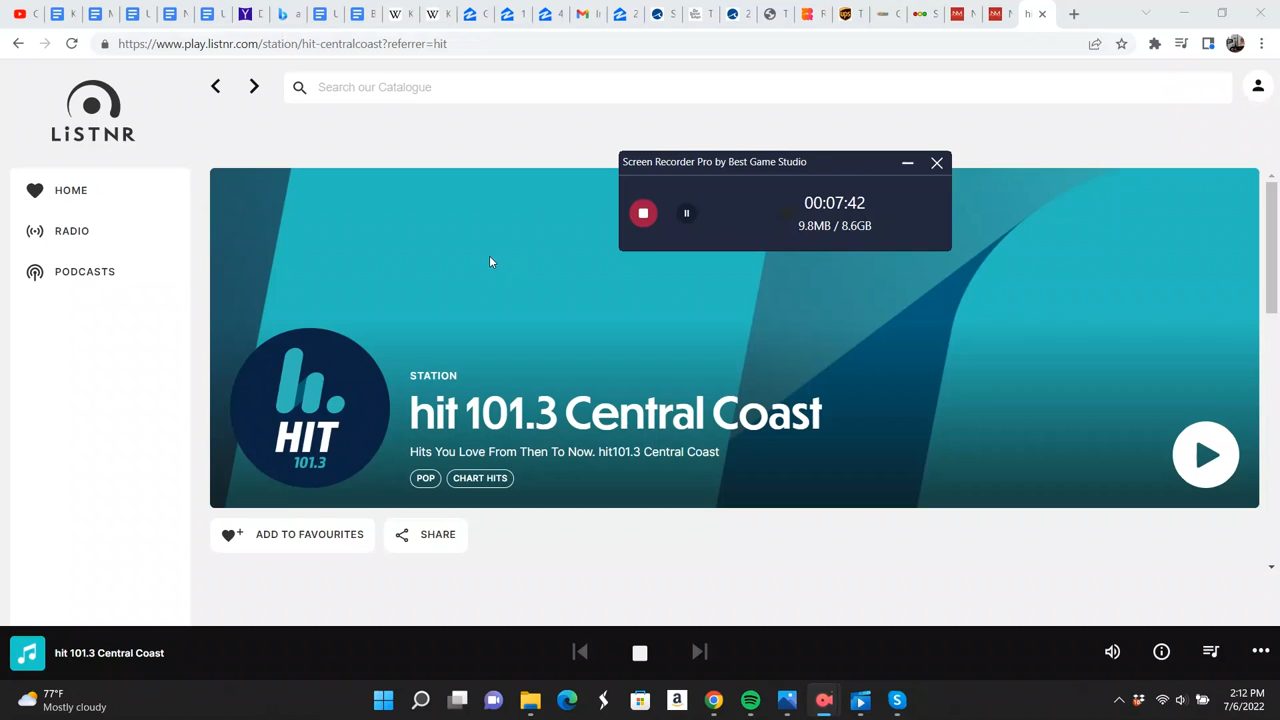 https://www.play.listnr.com/station/hit-centralcoast?referrer=hit
LiSTNR
Search our Catalogue
HOME
RADIO
PODCASTS
Screen Recorder Pro by Best Game Studio
00:07:42
9.8MB / 8.6GB
HIT
101.3
STATION
hit 101.3 Central Coast
Hits You Love From Then To Now. hit101.3 Central Coast
POP
CHART HITS
ADD TO FAVOURITES
SHARE
hit 101.3 Central Coast
77°F
Mostly cloudy
2:12 PM
7/6/2022